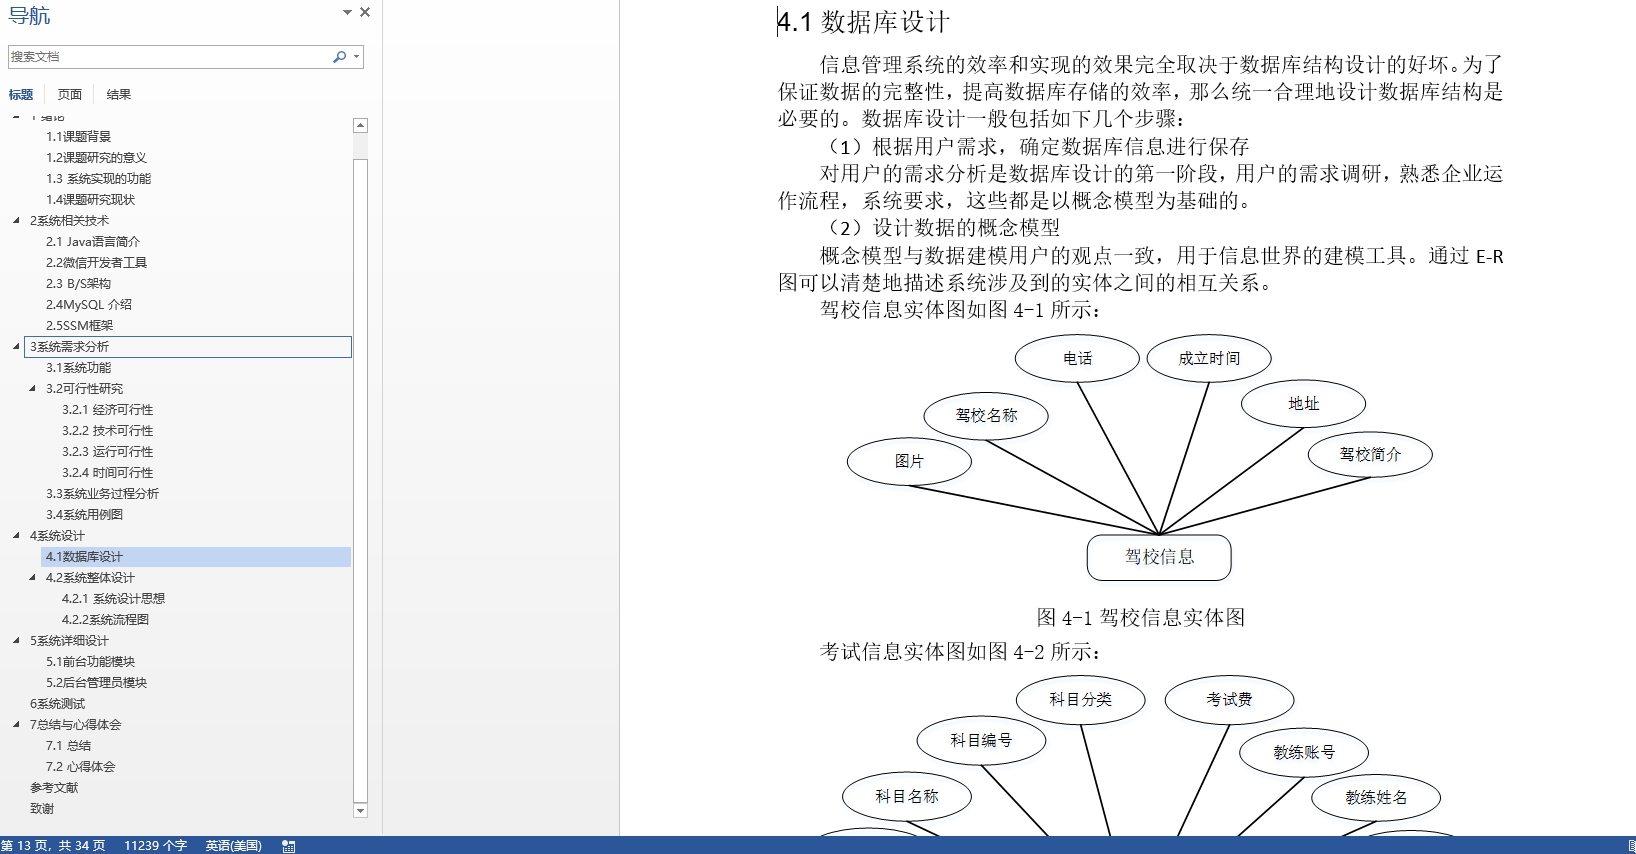 导航
搜索文档
标题 页面 结果
1.1课题背景
1.2课题研究的意义
1.3 系统实现的功能
1.4课题研究现状
2系统相关技术
2.1 Java语言简介
2.2微信开发者工具
2.3 B/S架构
2.4MySQL 介绍
2.5SSM框架
3系统需求分析
3.1系统功能
3.2可行性研究
3.2.1 经济可行性
3.2.2 技术可行性
3.2.3 运行可行性
3.2.4 时间可行性
3.3系统业务过程分析
3.4系统用例图
4系统设计
4.1数据库设计
4.2系统整体设计
4.2.1 系统设计思想
4.2.2系统流程图
5系统详细设计
5.1前台功能模块
5.2后台管理员模块
6系统测试
7总结与心得体会
7.1 总结
7.2 心得体会
参考文献
致谢
4.1 数据库设计
信息管理系统的效率和实现的效果完全取决于数据库结构设计的好坏。为了
保证数据的完整性，提高数据库存储的效率，那么统一合理地设计数据库结构是
必要的。数据库设计一般包括如下几个步骤：
（1）根据用户需求，确定数据库信息进行保存
对用户的需求分析是数据库设计的第一阶段，用户的需求调研，熟悉企业运
作流程，系统要求，这些都是以概念模型为基础的。
（2）设计数据的概念模型
概念模型与数据建模用户的观点一致，用于信息世界的建模工具。通过 E-R
图可以清楚地描述系统涉及到的实体之间的相互关系。
驾校信息实体图如图 4-1 所示：
电话 成立时间
地址
驾校名称
驾校简介
图片
驾校信息
图 4-1 驾校信息实体图
考试信息实体图如图 4-2 所示：
科目分类 考试费
科目编号
教练账号
科目名称
教练姓名
第 13 页，共 34 页 11239 个字 英语(美国)